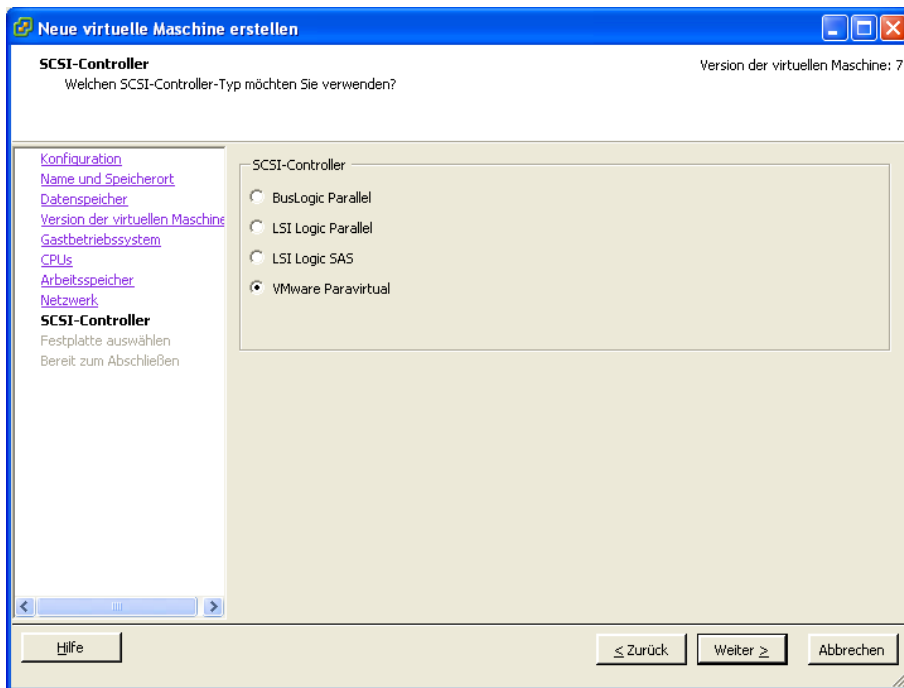 Neue virtuelle Maschine erstellen
SCSI-Controller
Welchen SCSI-Controller-Typ möchten Sie verwenden?
Version der virtuellen Maschine: 7
Konfiguration
Name und Speicherort
Datenspeicher
Version der virtuellen Maschine
Gastbetriebssystem
CPUs
Arbeitsspeicher
Netzwerk
SCSI-Controller
Festplatte auswählen
Bereit zum Abschließen
SCSI-Controller
BusLogic Parallel
LSI Logic Parallel
LSI Logic SAS
VMware Paravirtual
Hilfe
< Zurück
Weiter >
Abbrechen